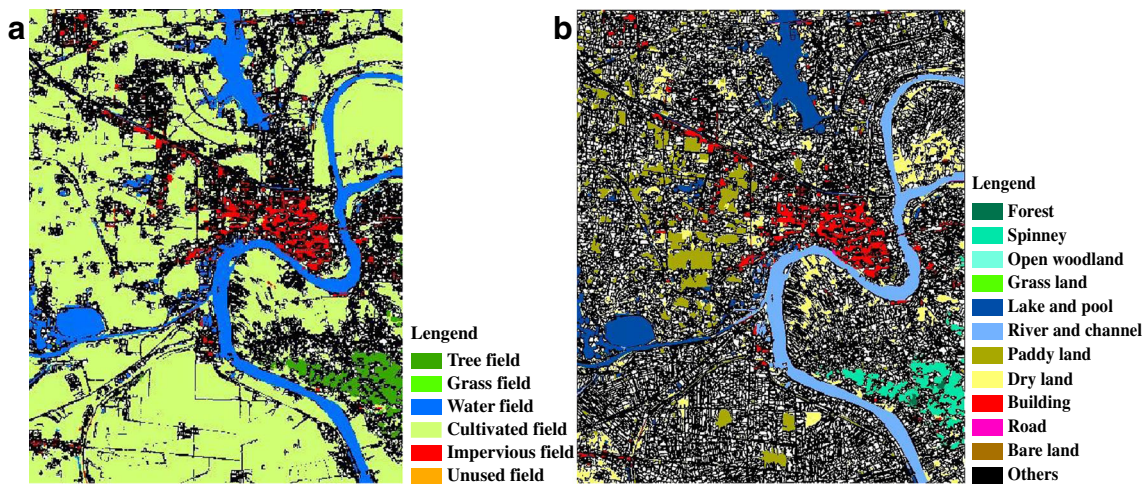 a
b
Lengend
Tree field
Grass field
Water field
Cultivated field
Impervious field
Unused field
Lengend
Forest
Spinney
Open woodland
Grass land
Lake and pool
River and channel
Paddy land
Dry land
Building
Road
Bare land
Others